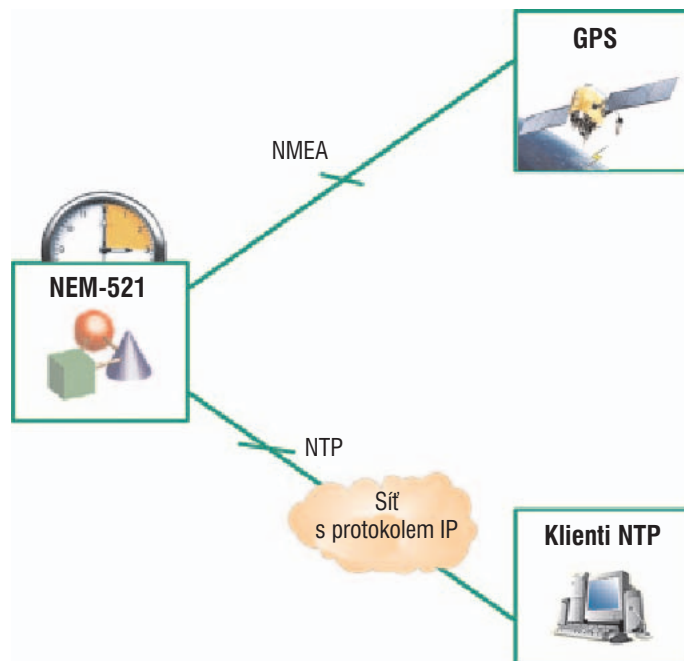 GPS
NMEA
NEM-521
NTP
Síť
s protokolem IP
Klienti NTP